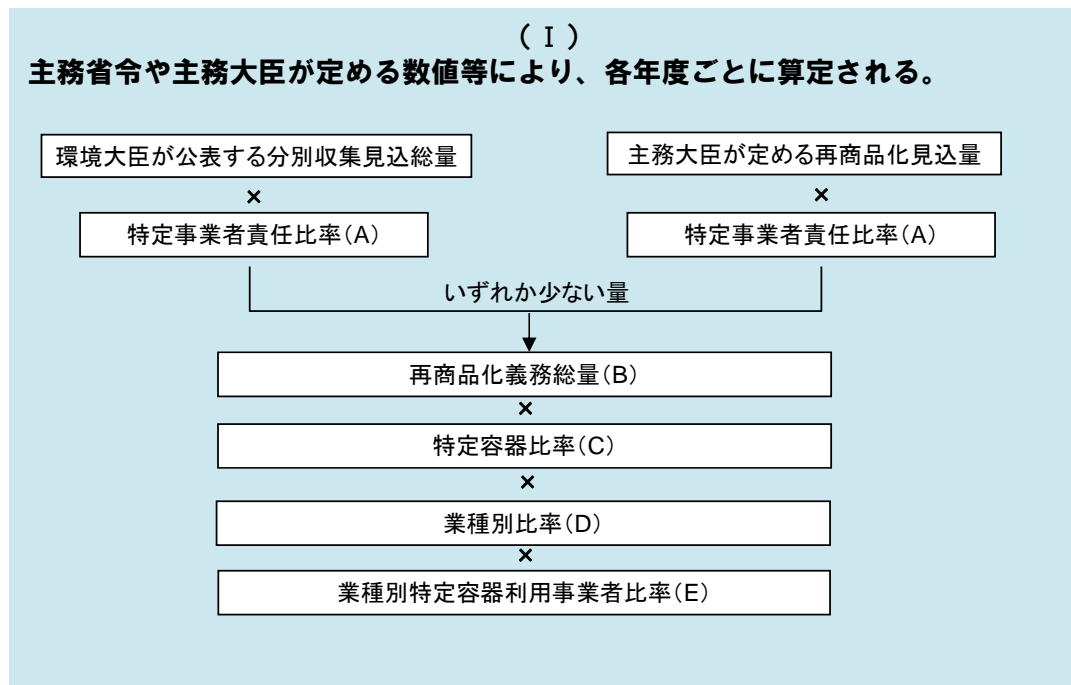 (Ⅰ)
主務省令や主務大臣が定める数値等により、各年度ごとに算定される。
環境大臣が公表する分別収集見込総量
×
特定事業者責任比率(A)
主務大臣が定める再商品化見込量
×
特定事業者責任比率(A)
いずれか少ない量
再商品化義務総量(B)
×
特定容器比率(C)
×
業種別比率(D)
×
業種別特定容器利用事業者比率(E)